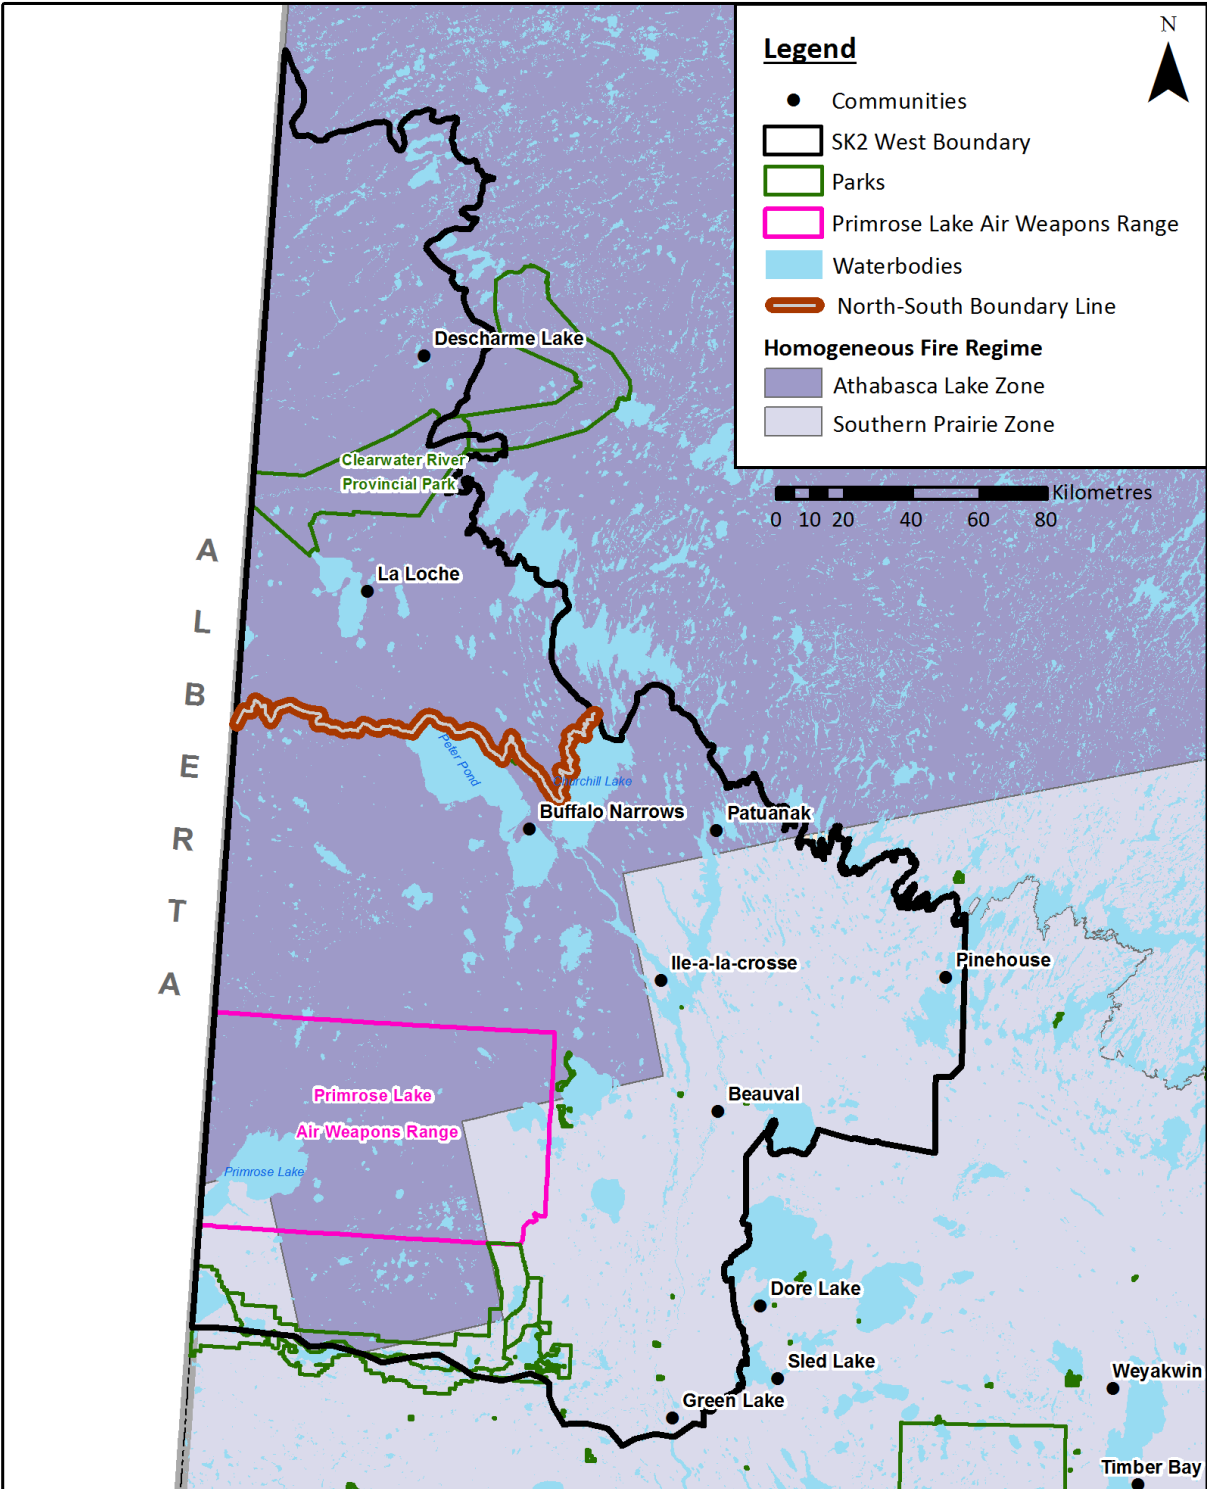 N
Legend
Communities
SK2 West Boundary
Parks
Primrose Lake Air Weapons Range
Waterbodies
North-South Boundary Line
Homogeneous Fire Regime
Athabasca Lake Zone
Southern Prairie Zone
Kilometres
0 10 20 40 60 80
Descharme Lake
Clearwater River
Provincial Park
La Loche
A
L
B
E
R
T
A
Peter Pond
Churchill Lake
Buffalo Narrows
Patuanak
Ile-a-la-crosse
Pinehouse
Primrose Lake
Air Weapons Range
Beauval
Primrose Lake
Dore Lake
Sled Lake
Green Lake
Weyakwin
Timber Bay